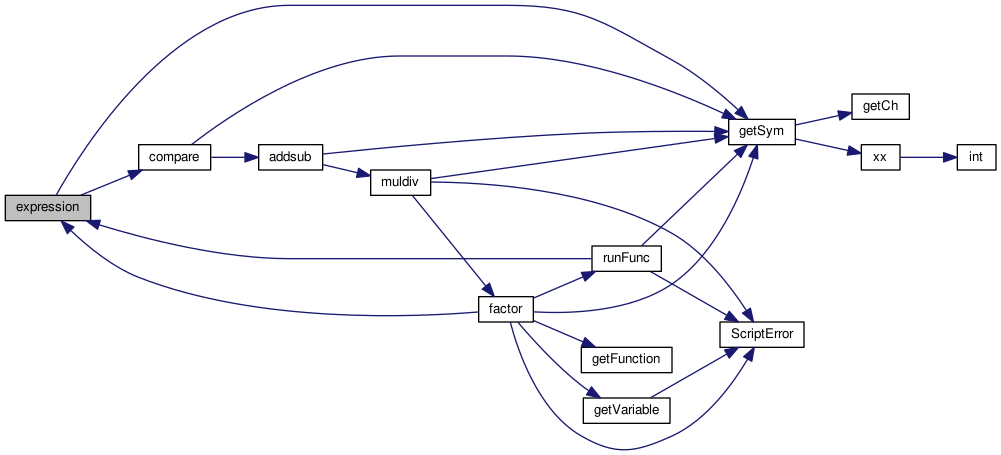 expression
compare
addsub
muldiv
factor
runFunc
getFunction
getVariable
getSym
ScriptError
getCh
xx
int